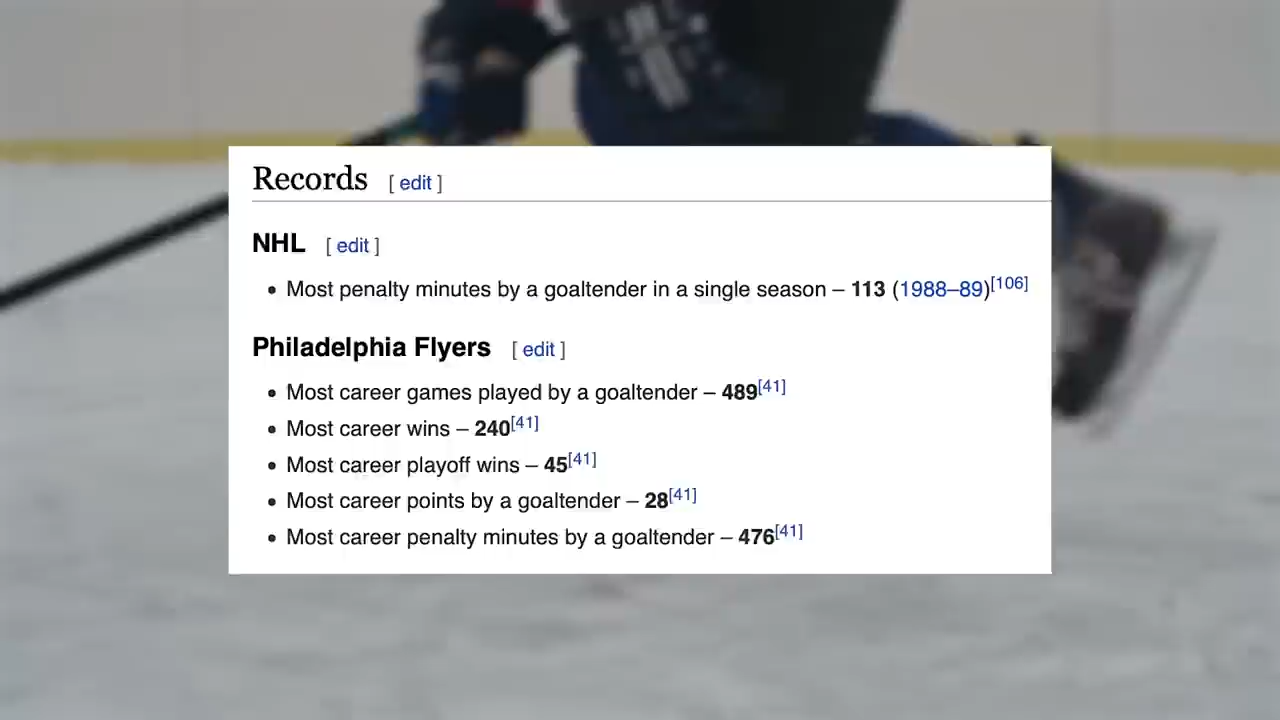 Records [ edit ]
NHL [ edit ]
• Most penalty minutes by a goaltender in a single season – 113 (1988–89)[106]
Philadelphia Flyers [ edit ]
• Most career games played by a goaltender – 489[41]
• Most career wins – 240[41]
• Most career playoff wins – 45[41]
• Most career points by a goaltender – 28[41]
• Most career penalty minutes by a goaltender – 476[41]